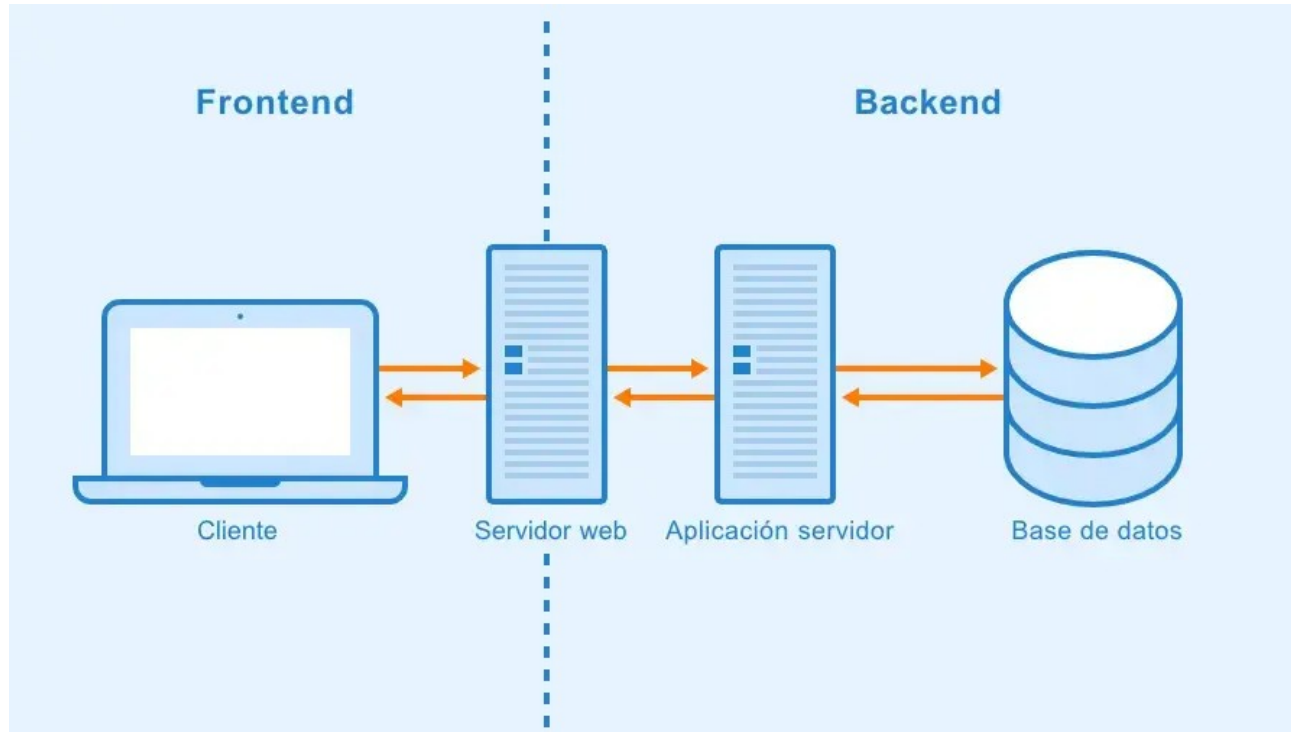 Frontend
Backend
Cliente
Servidor web
Aplicación servidor
Base de datos